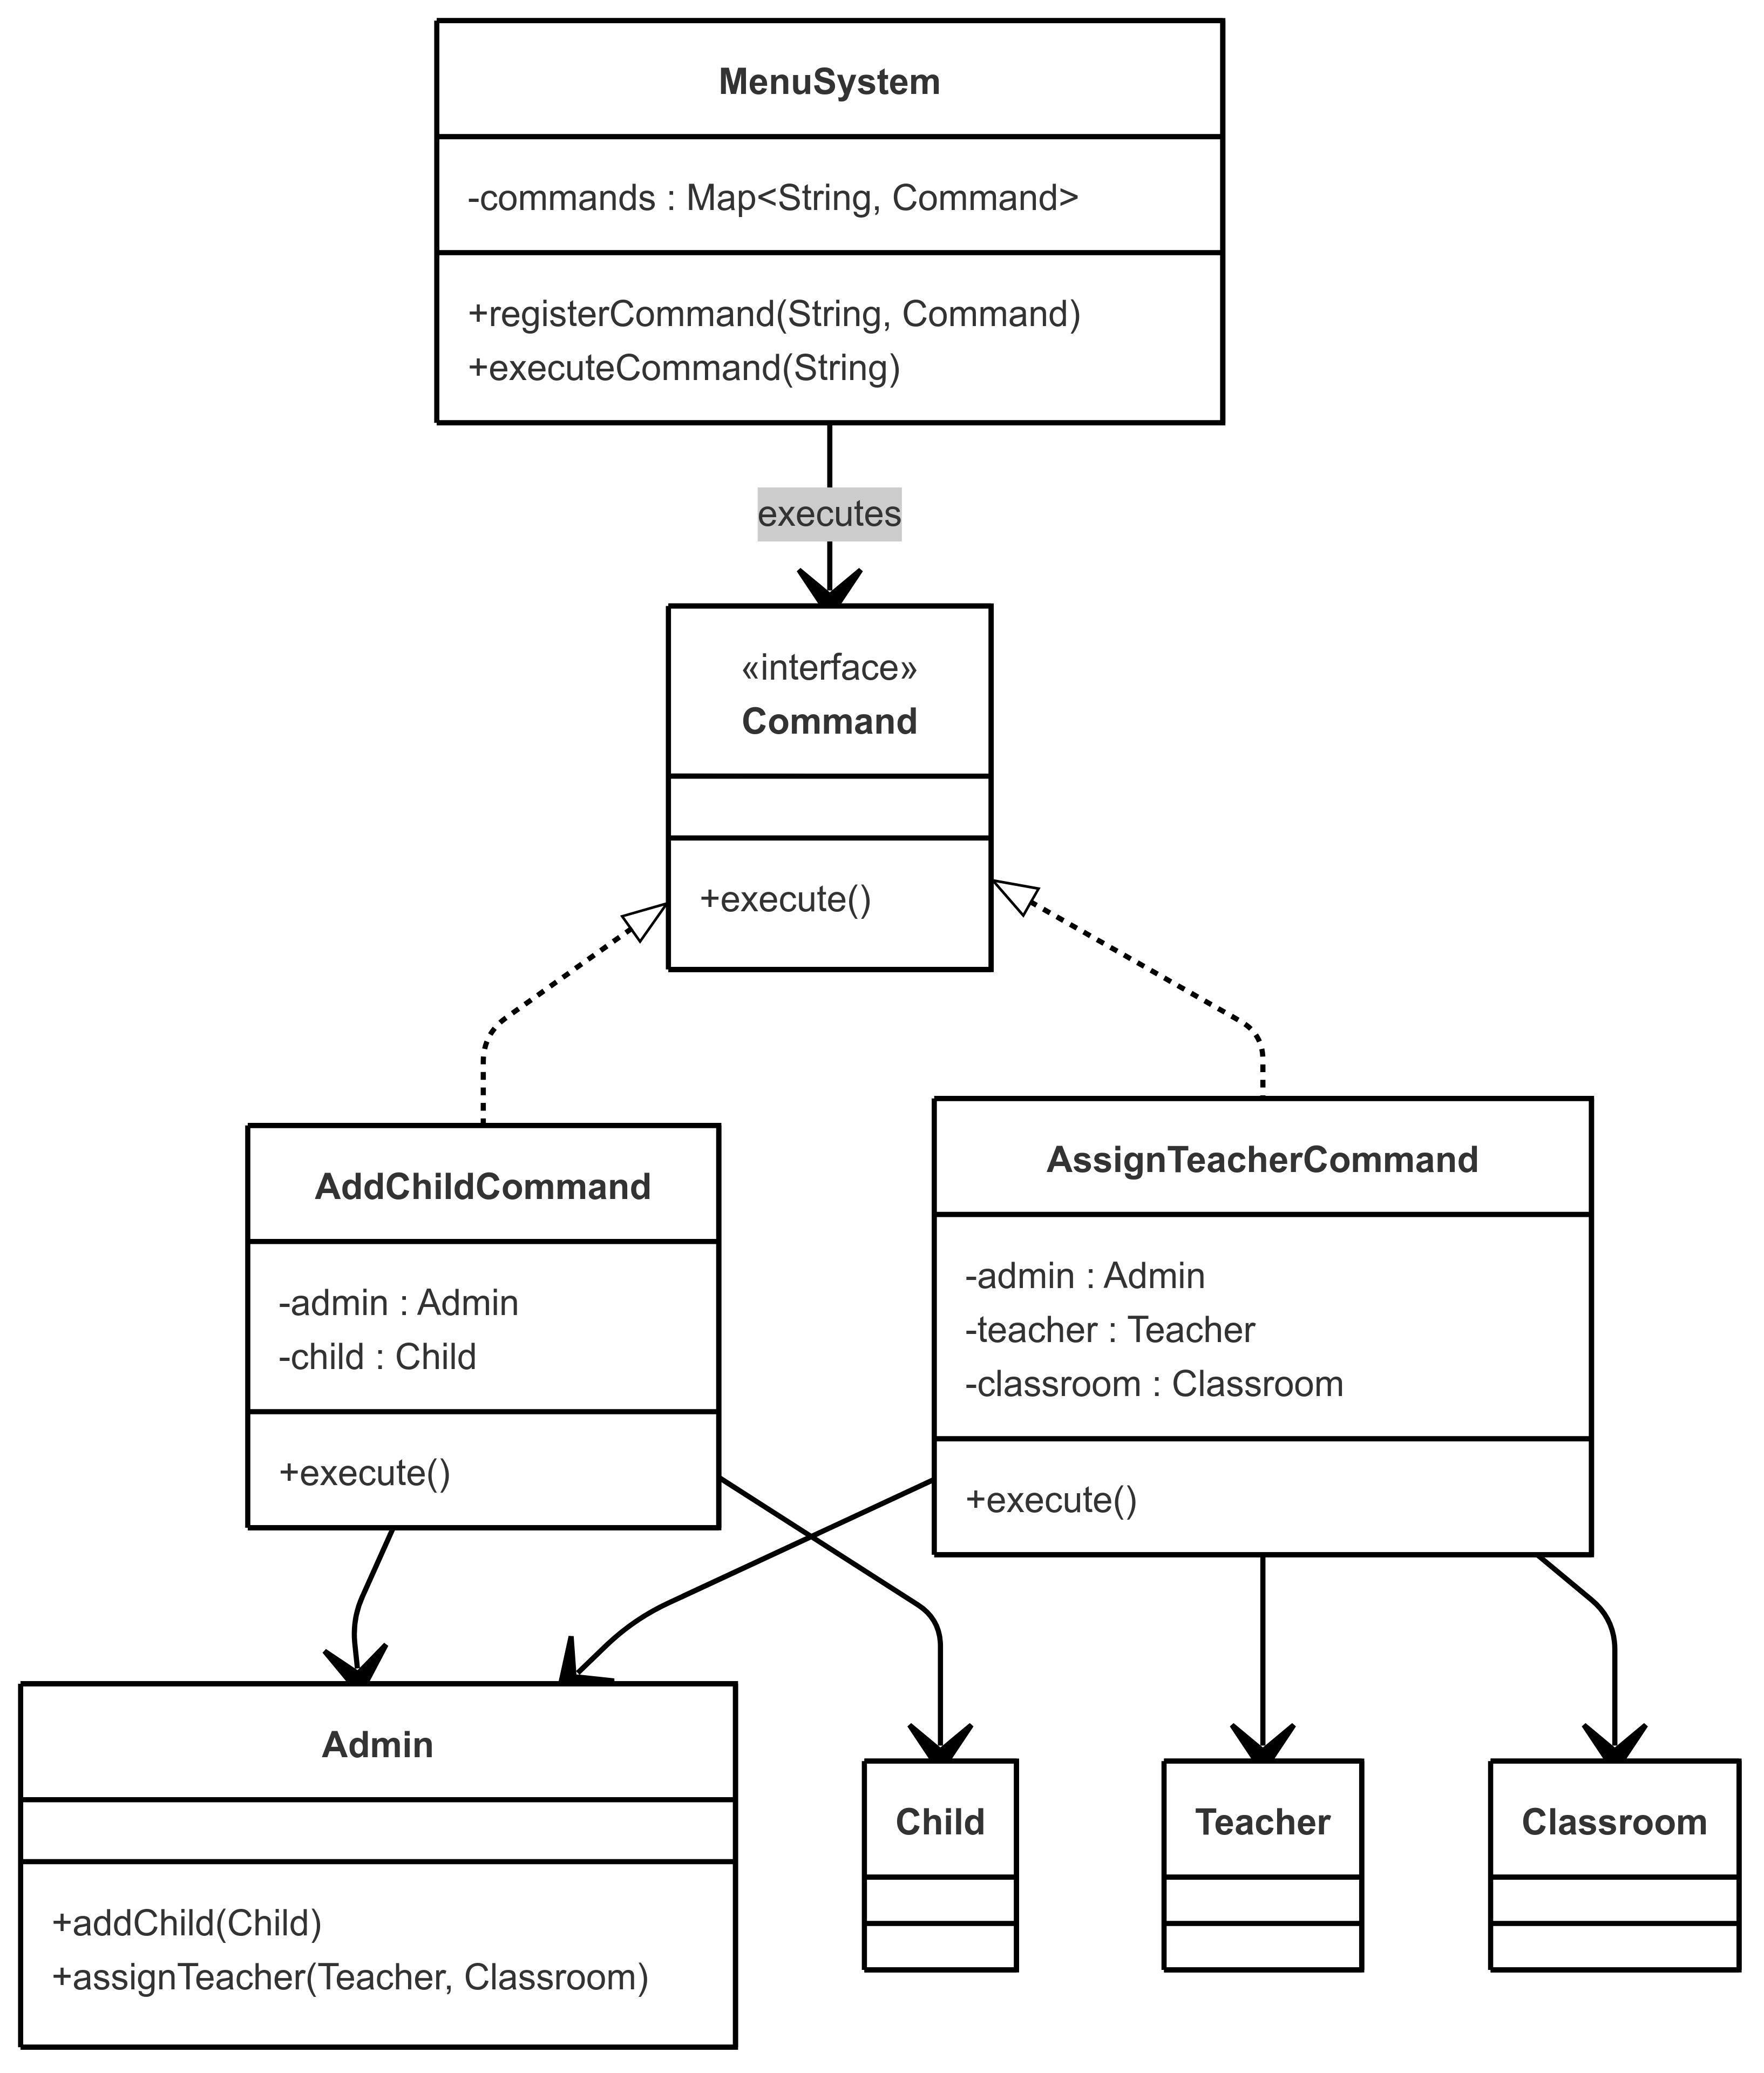 MenuSystem
-commands : Map<String, Command>
+registerCommand(String, Command)
+executeCommand(String)
executes
«interface»
Command
+execute()
AddChildCommand
-admin : Admin
-child : Child
+execute()
AssignTeacherCommand
-admin : Admin
-teacher : Teacher
-classroom : Classroom
+execute()
Admin
+addChild(Child)
+assignTeacher(Teacher, Classroom)
Child
Teacher
Classroom